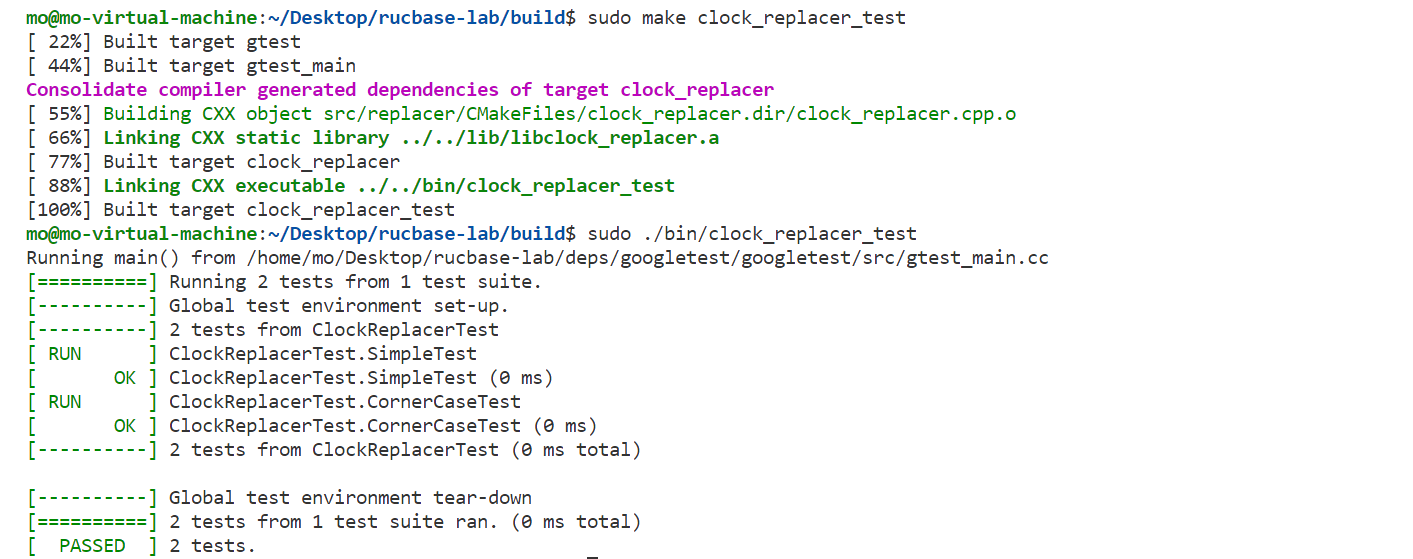 mo@mo-virtual-machine:~/Desktop/rucbase-lab/build$ sudo make clock_replacer_test
[ 22%] Built target gtest
[ 44%] Built target gtest_main
Consolidate compiler generated dependencies of target clock_replacer
[ 55%] Building CXX object src/replacer/CMakeFiles/clock_replacer.dir/clock_replacer.cpp.o
[ 66%] Linking CXX static library ../../lib/libclock_replacer.a
[ 77%] Built target clock_replacer
[ 88%] Linking CXX executable ../../bin/clock_replacer_test
[100%] Built target clock_replacer_test
mo@mo-virtual-machine:~/Desktop/rucbase-lab/build$ sudo ./bin/clock_replacer_test
Running main() from /home/mo/Desktop/rucbase-lab/deps/googletest/googletest/src/gtest_main.cc
[==========] Running 2 tests from 1 test suite.
[----------] Global test environment set-up.
[----------] 2 tests from ClockReplacerTest
[ RUN      ] ClockReplacerTest.SimpleTest
[       OK ] ClockReplacerTest.SimpleTest (0 ms)
[ RUN      ] ClockReplacerTest.CornerCaseTest
[       OK ] ClockReplacerTest.CornerCaseTest (0 ms)
[----------] 2 tests from ClockReplacerTest (0 ms total)
[----------] Global test environment tear-down
[==========] 2 tests from 1 test suite ran. (0 ms total)
[  PASSED  ] 2 tests.